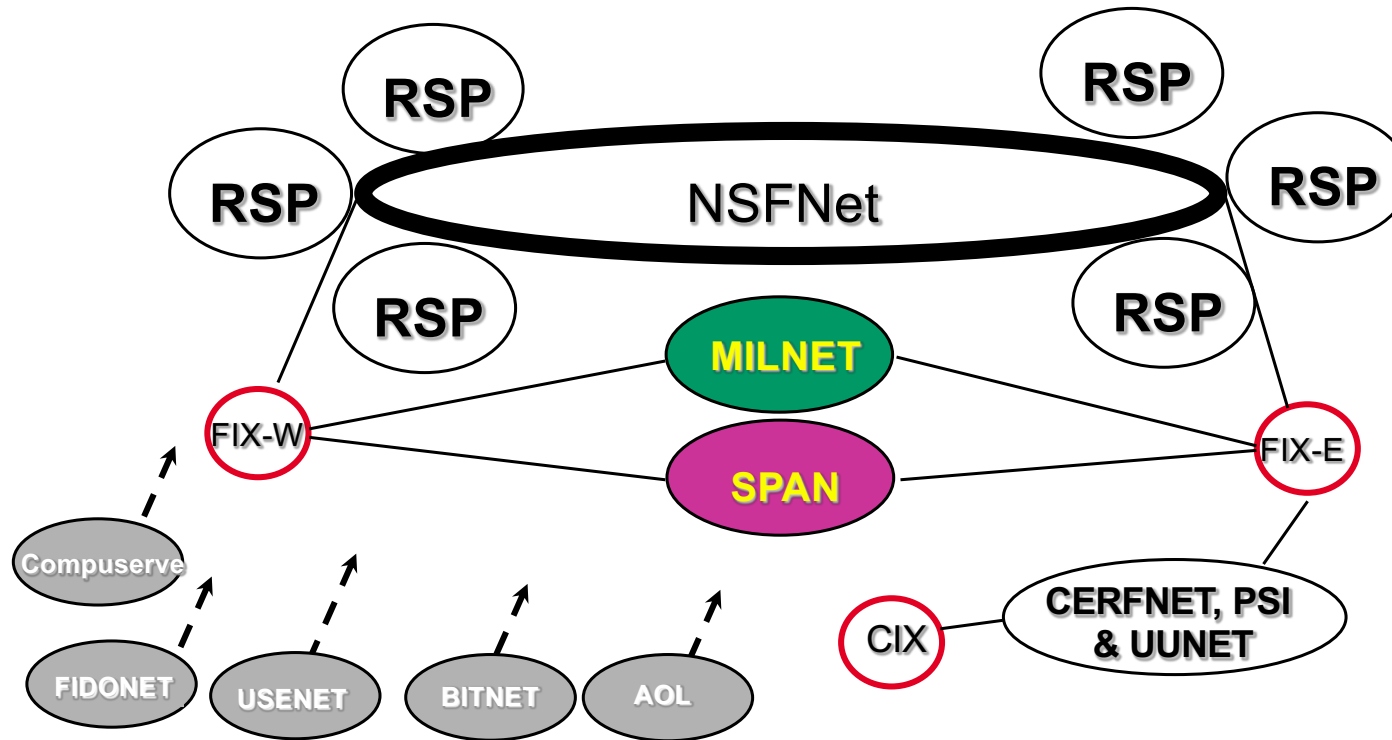 RSP
RSP
RSP
RSP
NSFNet
RSP
RSP
MILNET
FIX-W
FIX-E
SPAN
Compuserve
CERFNET, PSI
& UUNET
CIX
FIDONET
USENET
BITNET
AOL